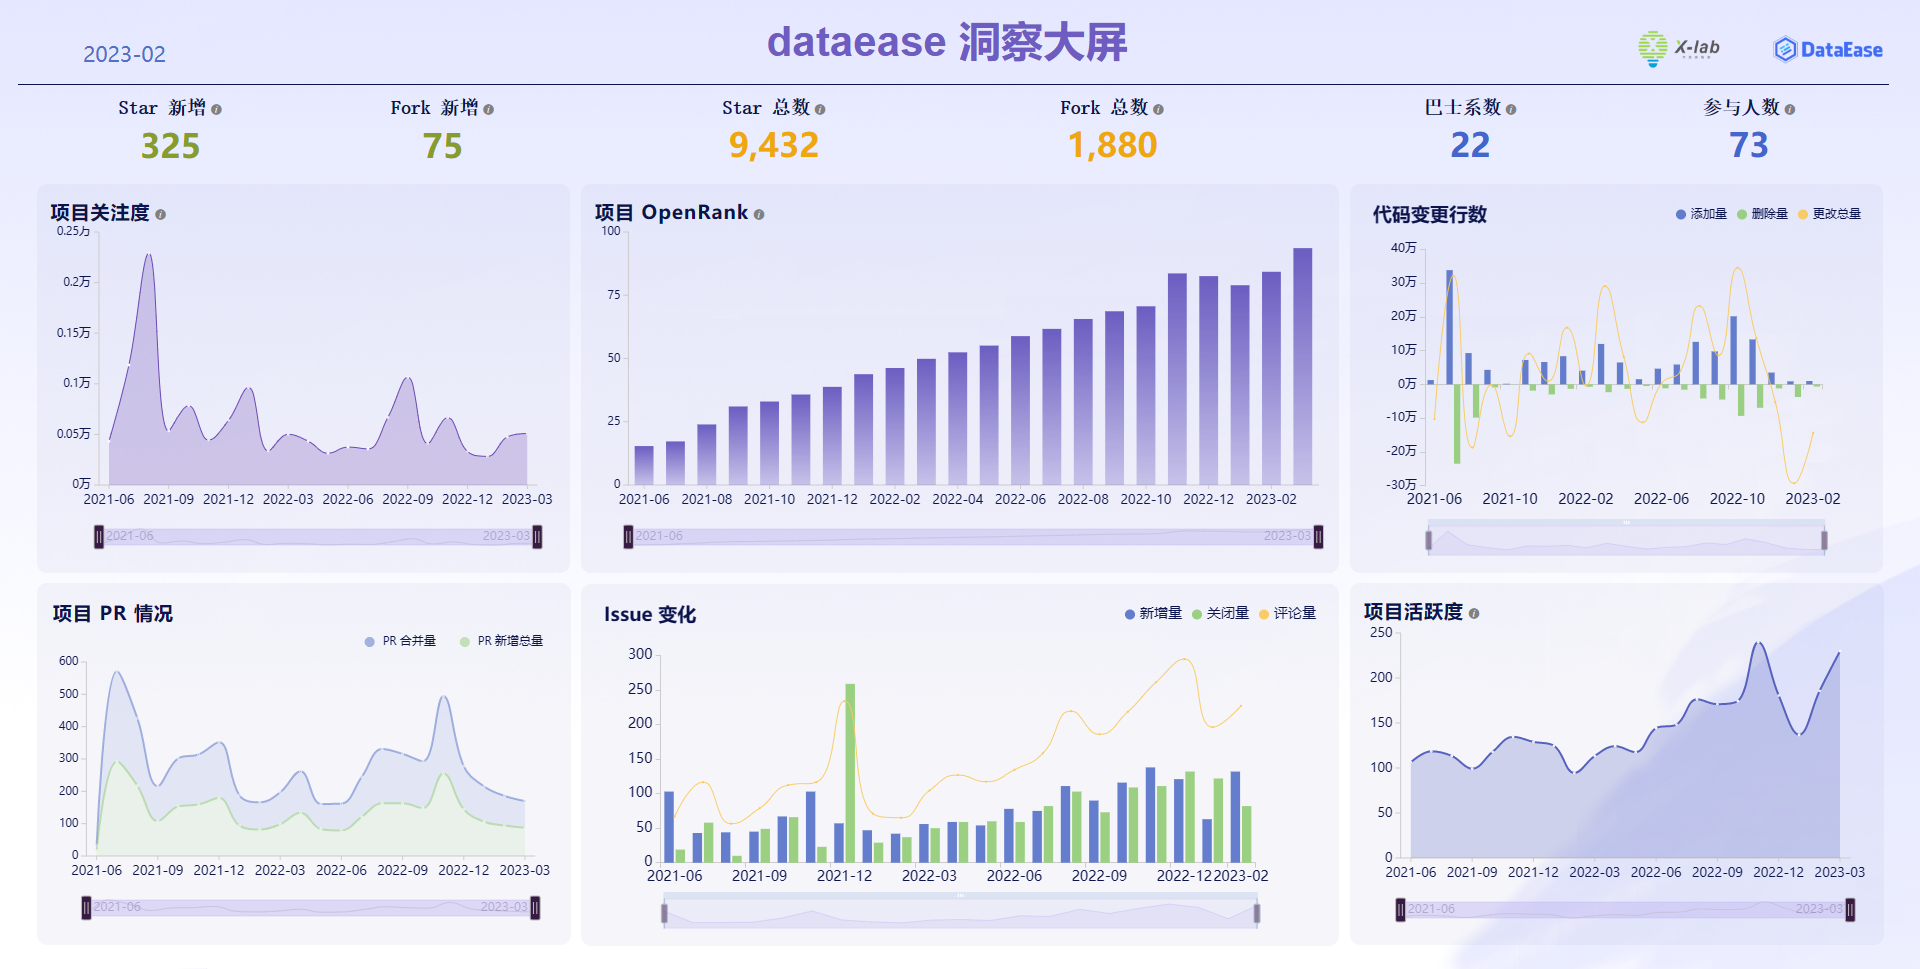 dataease 洞察大屏
2023-02
X-lab
DataEase
Star 新增
325
Fork 新增
75
Star 总数
9,432
Fork 总数
1,880
巴士系数
22
参与人数
73
项目关注度
0.25万
0.2万
0.15万
0.1万
0.05万
0万
2021-06 2021-09 2021-12 2022-03 2022-06 2022-09 2022-12 2023-03
2021-06 2023-03
项目 OpenRank
100
75
50
25
0
2021-06 2021-08 2021-10 2021-12 2022-02 2022-04 2022-06 2022-08 2022-10 2022-12 2023-02
2021-06 2023-03
代码变更行数
添加量 删除量 更改总量
40万
30万
20万
10万
0万
-10万
-20万
-30万
2021-06 2021-10 2022-02 2022-06 2022-10 2023-02
项目 PR 情况
PR 合并量 PR 新增总量
600
500
400
300
200
100
0
2021-06 2021-09 2021-12 2022-03 2022-06 2022-09 2022-12 2023-03
2021-06 2023-03
Issue 变化
新增量 关闭量 评论量
300
250
200
150
100
50
0
2021-06 2021-09 2021-12 2022-03 2022-06 2022-09 2022-12 2023-02
项目活跃度
250
200
150
100
50
0
2021-06 2021-09 2021-12 2022-03 2022-06 2022-09 2022-12 2023-03
2021-06 2023-03